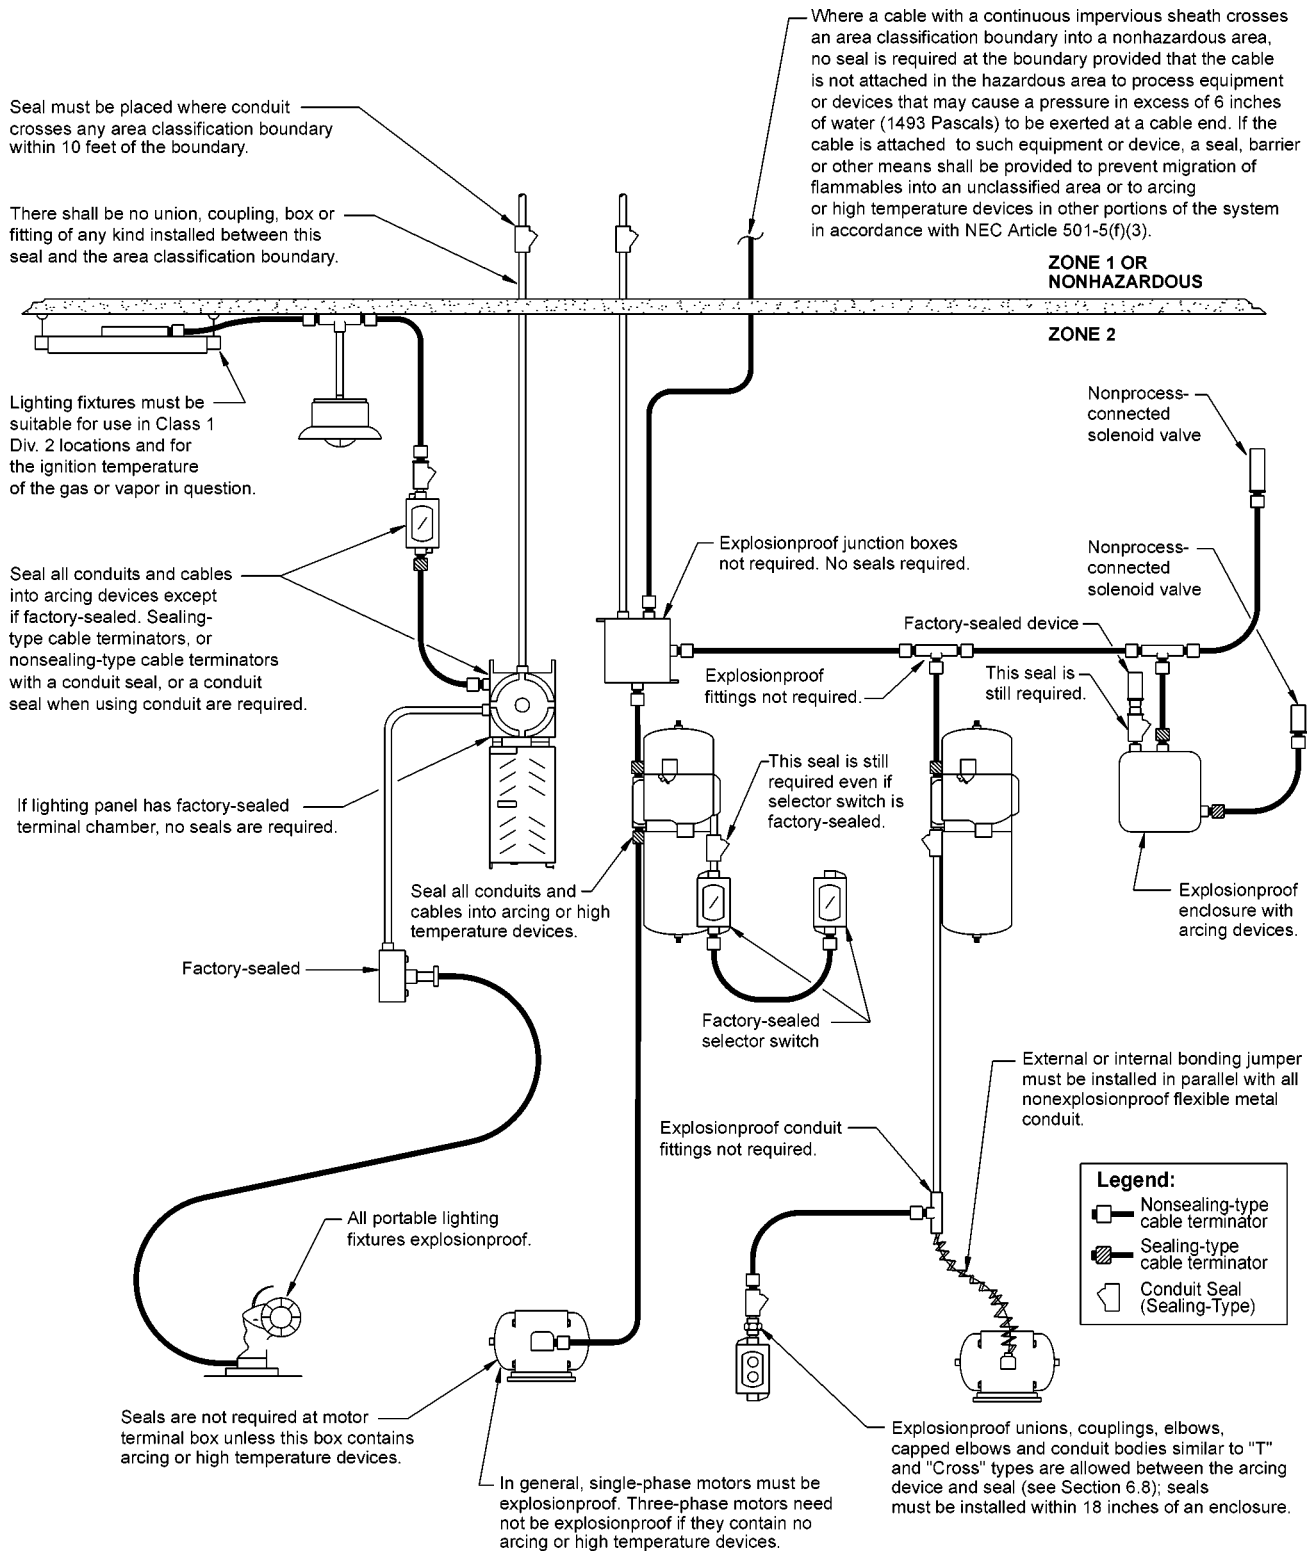 Where a cable with a continuous impervious sheath crosses
an area classification boundary into a nonhazardous area,
no seal is required at the boundary provided that the cable
is not attached in the hazardous area to process equipment
or devices that may cause a pressure in excess of 6 inches
of water (1493 Pascals) to be exerted at a cable end. If the
cable is attached to such equipment or device, a seal, barrier
or other means shall be provided to prevent migration of
flammables into an unclassified area or to arcing
or high temperature devices in other portions of the system
in accordance with NEC Article 501-5(f)(3).
Seal must be placed where conduit
crosses any area classification boundary
within 10 feet of the boundary.
There shall be no union, coupling, box or
fitting of any kind installed between this
seal and the area classification boundary.
ZONE 1 OR
NONHAZARDOUS
ZONE 2
Lighting fixtures must be
suitable for use in Class 1
Div. 2 locations and for
the ignition temperature
of the gas or vapor in question.
Nonprocess-
connected
solenoid valve
Explosionproof junction boxes
not required. No seals required.
Nonprocess-
connected
solenoid valve
Seal all conduits and cables
into arcing devices except
if factory-sealed. Sealing-
type cable terminators, or
nonsealing-type cable terminators
with a conduit seal, or a conduit
seal when using conduit are required.
Factory-sealed device
Explosionproof
fittings not required.
This seal is
still required.
If lighting panel has factory-sealed
terminal chamber, no seals are required.
This seal is still
required even if
selector switch is
factory-sealed.
Seal all conduits and
cables into arcing or high
temperature devices.
Explosionproof
enclosure with
arcing devices.
Factory-sealed
Factory-sealed
selector switch
External or internal bonding jumper
must be installed in parallel with all
nonexplosionproof flexible metal
conduit.
Explosionproof conduit
fittings not required.
Legend:
Nonsealing-type
cable terminator
Sealing-type
cable terminator
Conduit Seal
(Sealing-Type)
All portable lighting
fixtures explosionproof.
Seals are not required at motor
terminal box unless this box contains
arcing or high temperature devices.
In general, single-phase motors must be
explosionproof. Three-phase motors need
not be explosionproof if they contain no
arcing or high temperature devices.
Explosionproof unions, couplings, elbows,
capped elbows and conduit bodies similar to "T"
and "Cross" types are allowed between the arcing
device and seal (see Section 6.8); seals
must be installed within 18 inches of an enclosure.